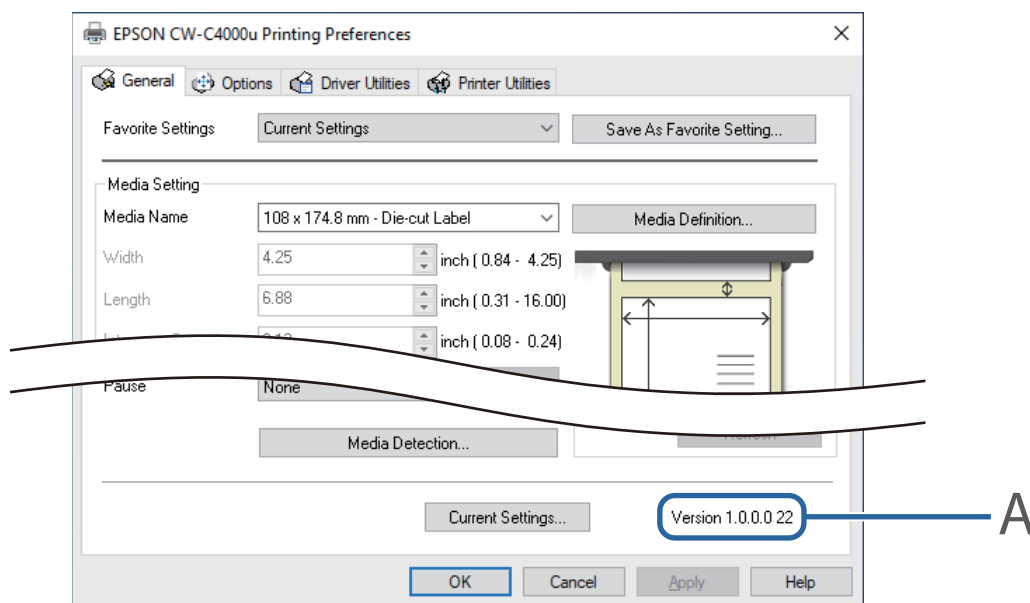 EPSON CW-C4000u Printing Preferences
General Options Driver Utilities Printer Utilities
Favorite Settings Current Settings Save As Favorite Setting...
Media Setting
Media Name 108 x 174.8 mm - Die-cut Label Media Definition...
Width 4.25 inch ( 0.84 - 4.25)
Length 6.88 inch ( 0.31 - 16.00)
inch ( 0.08 - 0.24)
Pause None
Media Detection...
Current Settings... Version 1.0.0.0 22 A
OK Cancel Apply Help